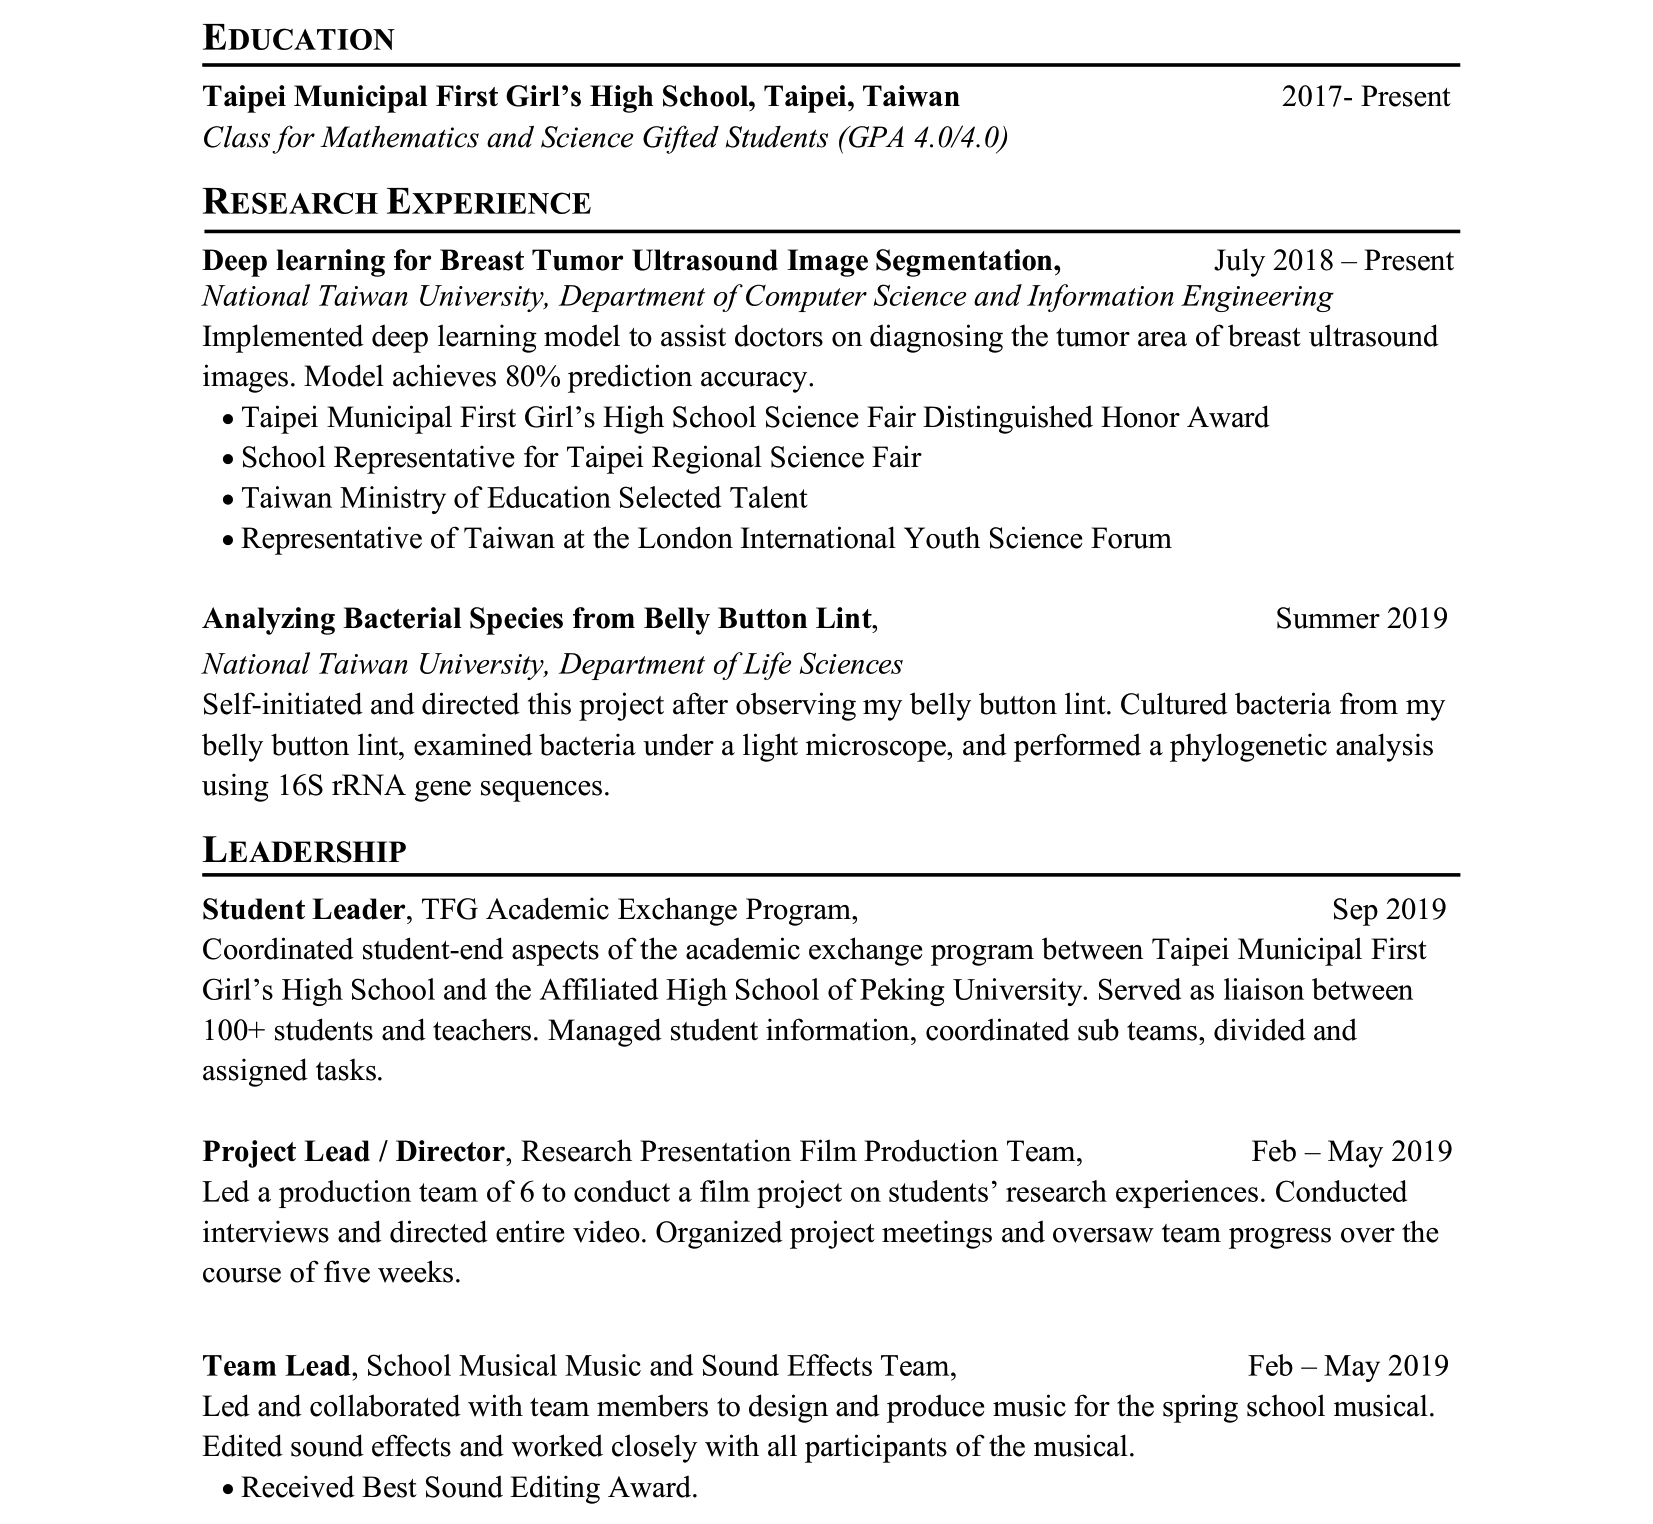 EDUCATION
Taipei Municipal First Girl’s High School, Taipei, Taiwan 2017- Present
Class for Mathematics and Science Gifted Students (GPA 4.0/4.0)
RESEARCH EXPERIENCE
Deep learning for Breast Tumor Ultrasound Image Segmentation, July 2018 – Present
National Taiwan University, Department of Computer Science and Information Engineering
Implemented deep learning model to assist doctors on diagnosing the tumor area of breast ultrasound
images. Model achieves 80% prediction accuracy.
• Taipei Municipal First Girl’s High School Science Fair Distinguished Honor Award
• School Representative for Taipei Regional Science Fair
• Taiwan Ministry of Education Selected Talent
• Representative of Taiwan at the London International Youth Science Forum
Analyzing Bacterial Species from Belly Button Lint, Summer 2019
National Taiwan University, Department of Life Sciences
Self-initiated and directed this project after observing my belly button lint. Cultured bacteria from my
belly button lint, examined bacteria under a light microscope, and performed a phylogenetic analysis
using 16S rRNA gene sequences.
LEADERSHIP
Student Leader, TFG Academic Exchange Program, Sep 2019
Coordinated student-end aspects of the academic exchange program between Taipei Municipal First
Girl’s High School and the Affiliated High School of Peking University. Served as liaison between
100+ students and teachers. Managed student information, coordinated sub teams, divided and
assigned tasks.
Project Lead / Director, Research Presentation Film Production Team, Feb – May 2019
Led a production team of 6 to conduct a film project on students’ research experiences. Conducted
interviews and directed entire video. Organized project meetings and oversaw team progress over the
course of five weeks.
Team Lead, School Musical Music and Sound Effects Team, Feb – May 2019
Led and collaborated with team members to design and produce music for the spring school musical.
Edited sound effects and worked closely with all participants of the musical.
• Received Best Sound Editing Award.